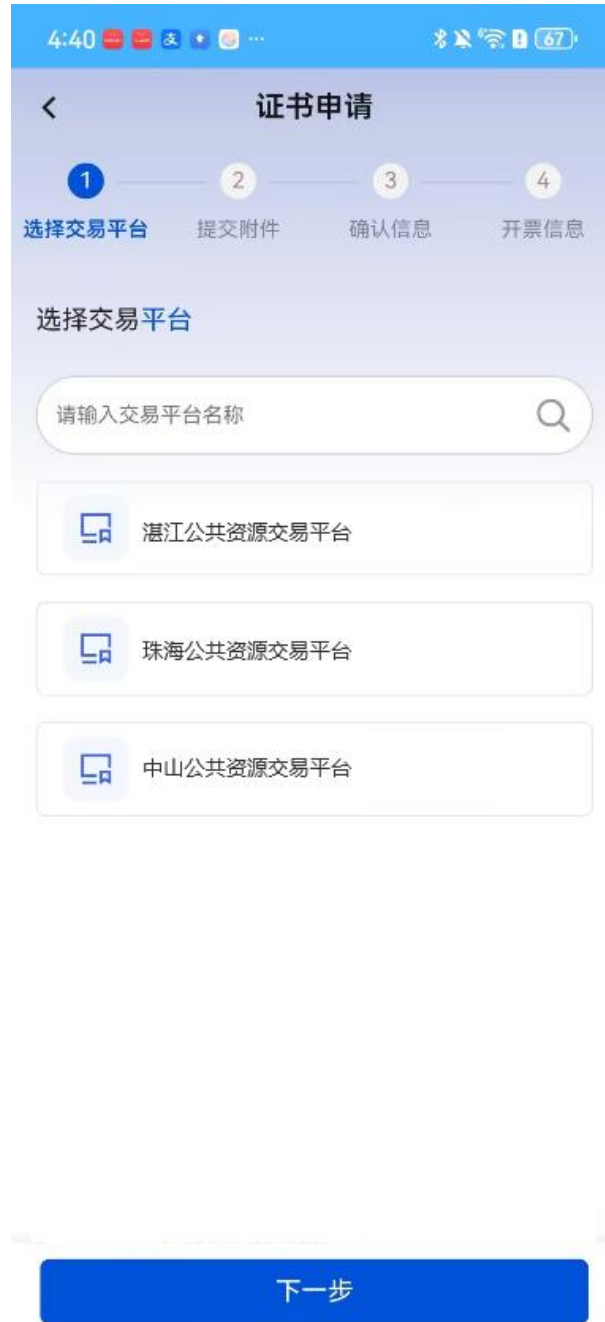 4:40
67
证书申请
1
2
3
4
选择交易平台
提交附件
确认信息
开票信息
选择交易平台
请输入交易平台名称
湛江公共资源交易平台
珠海公共资源交易平台
中山公共资源交易平台
下一步